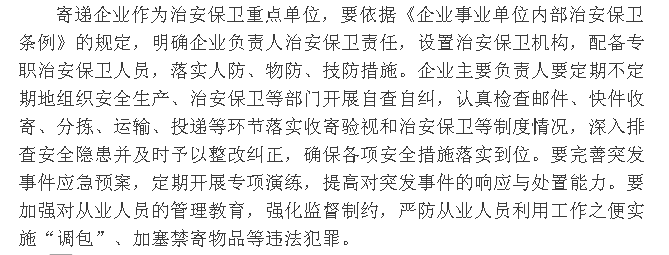 寄递企业作为治安保卫重点单位，要依据《企业事业单位内部治安保卫
条例》的规定，明确企业负责人治安保卫责任，设置治安保卫机构，配备专
职治安保卫人员，落实人防、物防、技防措施。企业主要负责人要定期不定
期地组织安全生产、治安保卫等部门开展自查自纠，认真检查邮件、快件收
寄、分拣、运输、投递等环节落实收寄验视和治安保卫等制度情况，深入排
查安全隐患并及时予以整改纠正，确保各项安全措施落实到位。要完善突发
事件应急预案，定期开展专项演练，提高对突发事件的响应与处置能力。要
加强对从业人员的管理教育，强化监督制约，严防从业人员利用工作之便实
施“调包”、加塞禁寄物品等违法犯罪。